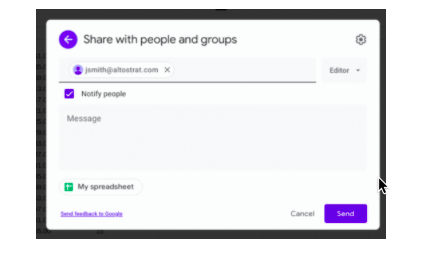 Share with people and groups
jsmith@altostrat.com
Editor
Notify people
Message
My spreadsheet
Send feedback to Google
Cancel
Send